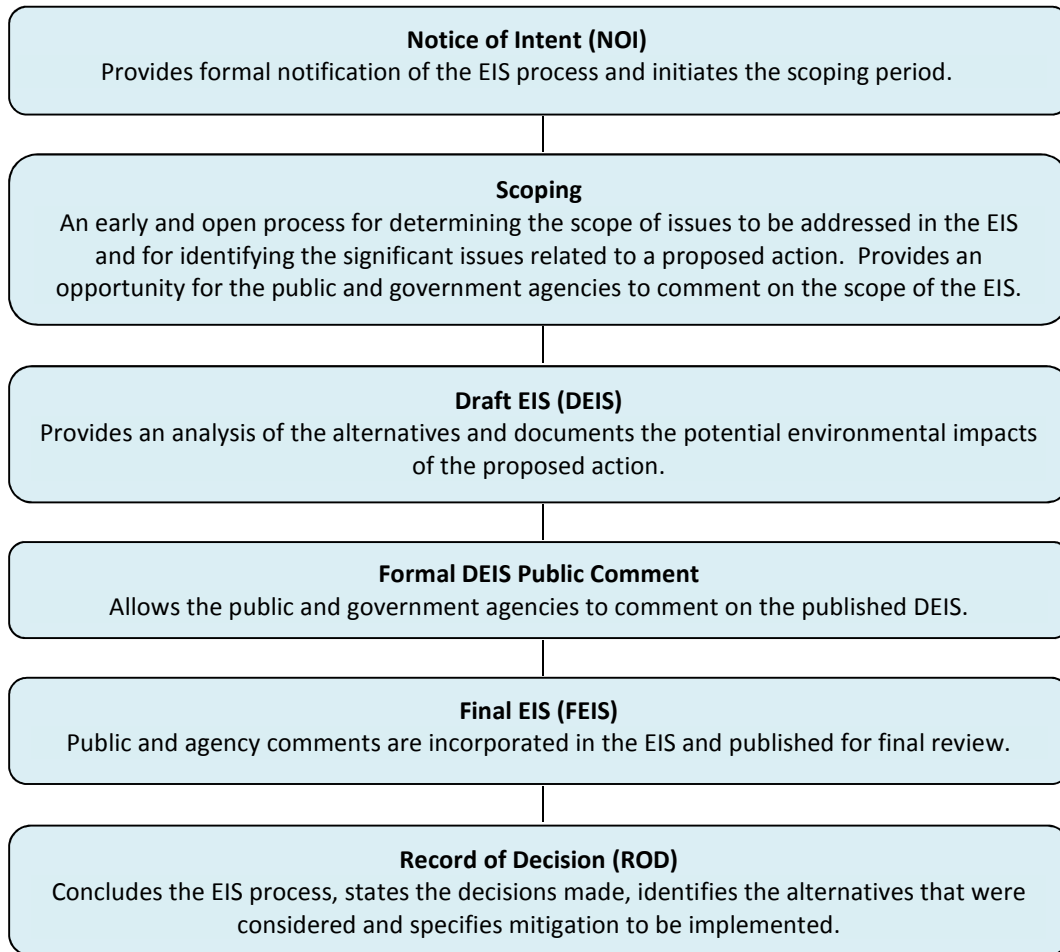 Notice of Intent (NOI)
Provides formal notification of the EIS process and initiates the scoping period.
Scoping
An early and open process for determining the scope of issues to be addressed in the EIS
and for identifying the significant issues related to a proposed action.  Provides an
opportunity for the public and government agencies to comment on the scope of the EIS.
Draft EIS (DEIS)
Provides an analysis of the alternatives and documents the potential environmental impacts
of the proposed action.
Formal DEIS Public Comment
Allows the public and government agencies to comment on the published DEIS.
Final EIS (FEIS)
Public and agency comments are incorporated in the EIS and published for final review.
Record of Decision (ROD)
Concludes the EIS process, states the decisions made, identifies the alternatives that were
considered and specifies mitigation to be implemented.